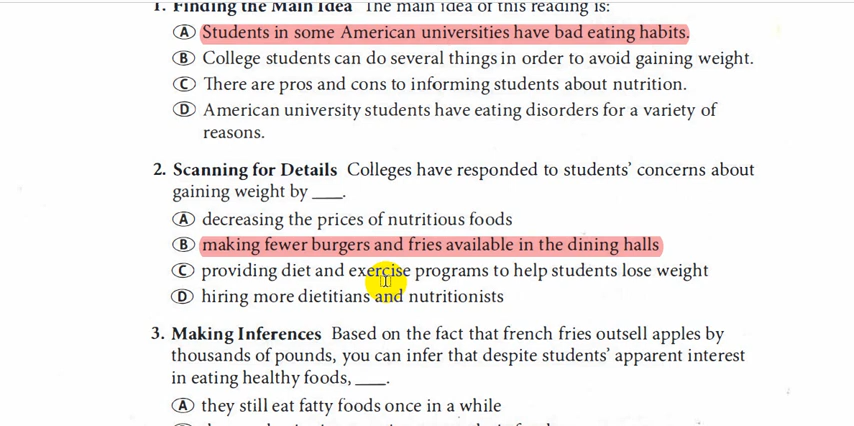 1. Finding the Main Idea The main idea of this reading is:
A Students in some American universities have bad eating habits.
B College students can do several things in order to avoid gaining weight.
C There are pros and cons to informing students about nutrition.
D American university students have eating disorders for a variety of
reasons.
2. Scanning for Details Colleges have responded to students' concerns about
gaining weight by ____.
A decreasing the prices of nutritious foods
B making fewer burgers and fries available in the dining halls
C providing diet and exercise programs to help students lose weight
D hiring more dietitians and nutritionists
3. Making Inferences Based on the fact that french fries outsell apples by
thousands of pounds, you can infer that despite students' apparent interest
in eating healthy foods, ____.
A they still eat fatty foods once in a while